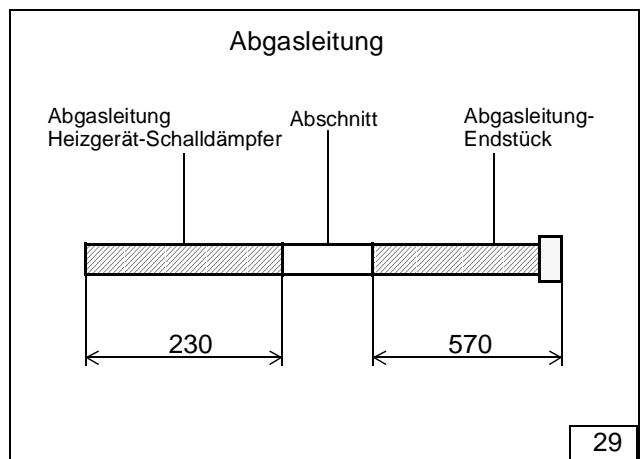 Abgasleitung
Abgasleitung
Heizgerät-Schalldämpfer
Abschnitt
Abgasleitung-
Endstück
230
570
29